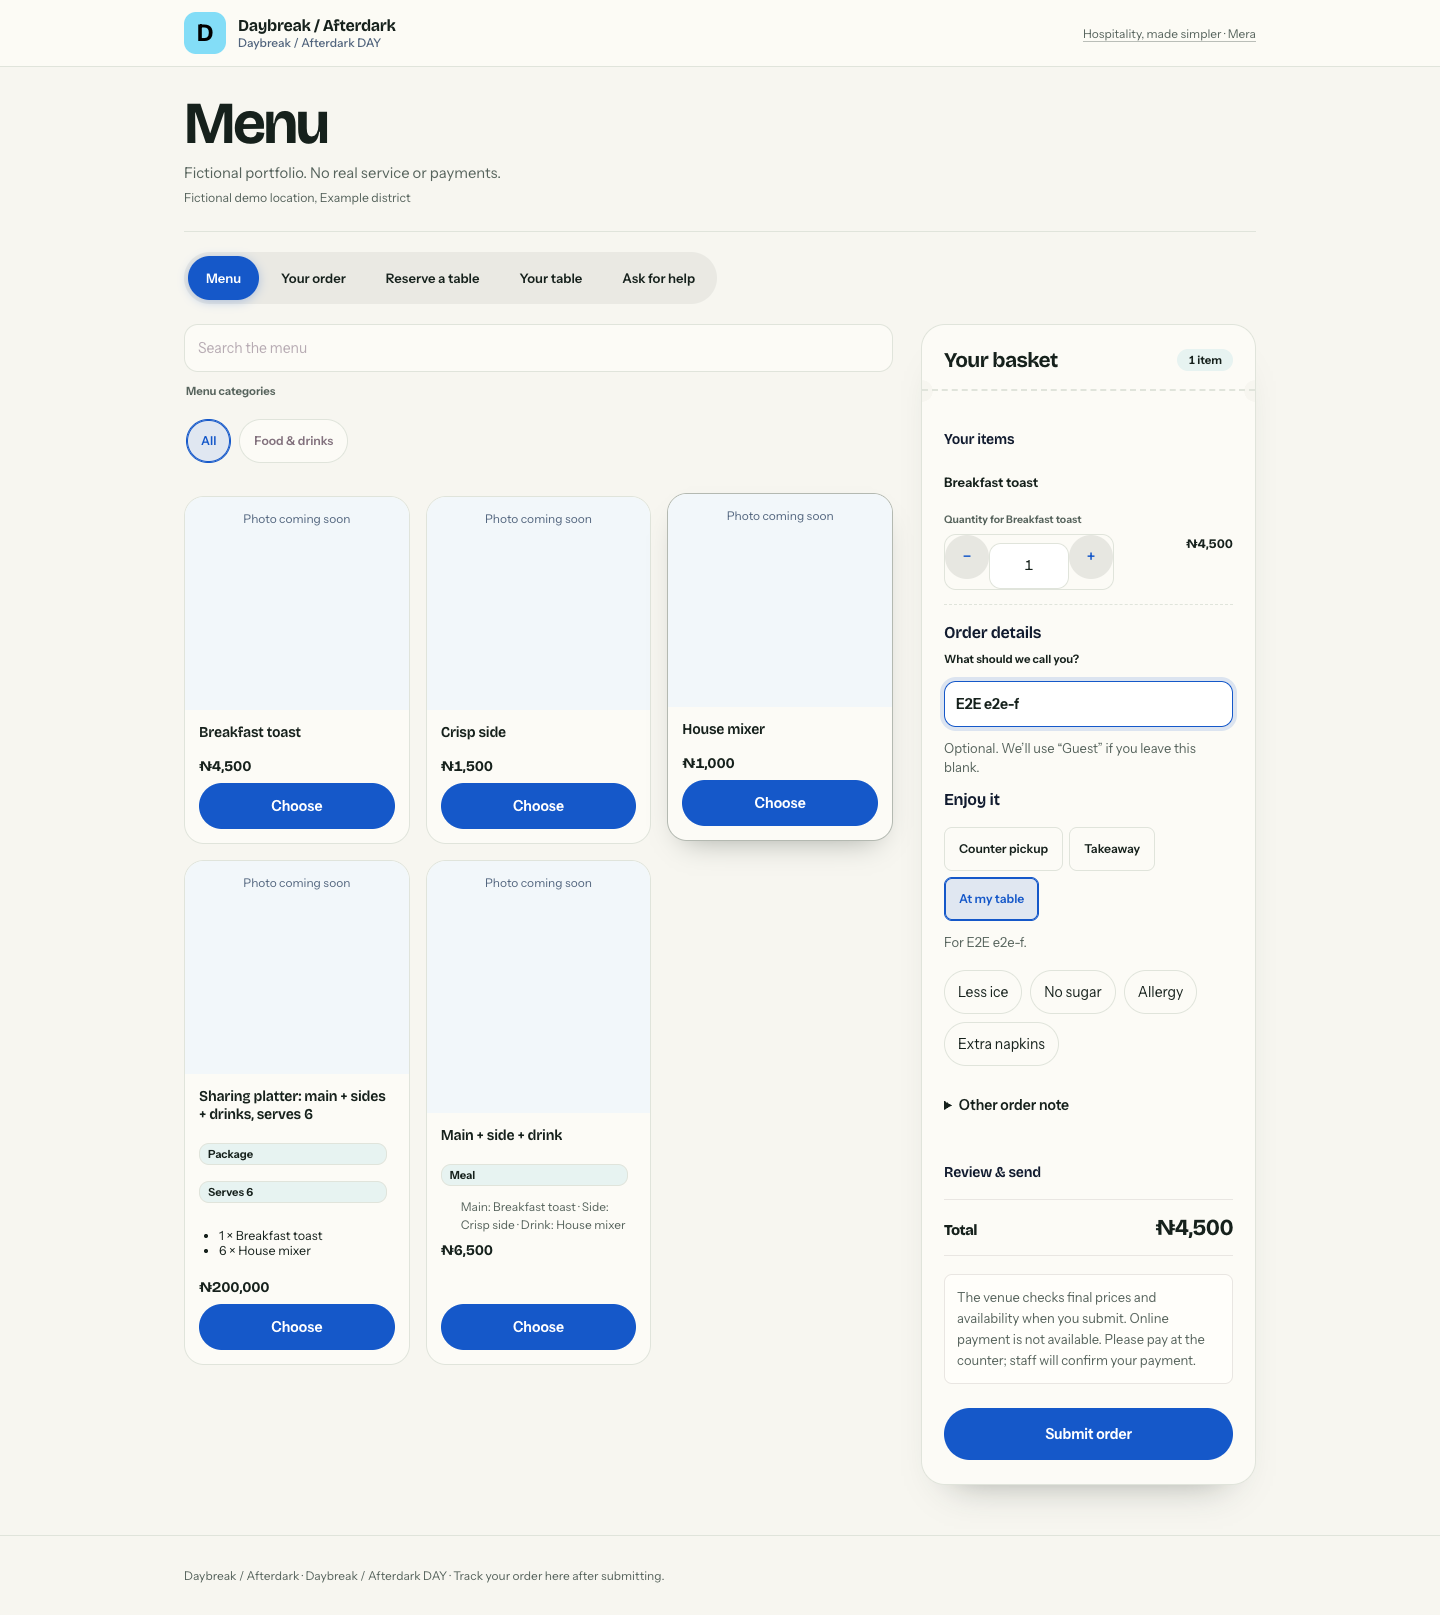 D
Daybreak / Afterdark
Daybreak / Afterdark DAY
Hospitality, made simpler · Mera
Menu
Fictional portfolio. No real service or payments.
Fictional demo location, Example district
Menu
Your order
Reserve a table
Your table
Ask for help
Search the menu
Menu categories
All
Food & drinks
Photo coming soon
Breakfast toast
₦4,500
Choose
Photo coming soon
Crisp side
₦1,500
Choose
Photo coming soon
House mixer
₦1,000
Choose
Photo coming soon
Sharing platter: main + sides
+ drinks, serves 6
Package
Serves 6
1 × Breakfast toast
6 × House mixer
₦200,000
Choose
Photo coming soon
Main + side + drink
Meal
Main: Breakfast toast · Side:
Crisp side · Drink: House mixer
₦6,500
Choose
Your basket
1 item
Your items
Breakfast toast
Quantity for Breakfast toast
−
1
+
₦4,500
Order details
What should we call you?
E2E e2e-f
Optional. We’ll use “Guest” if you leave this
blank.
Enjoy it
Counter pickup
Takeaway
At my table
For E2E e2e-f.
Less ice
No sugar
Allergy
Extra napkins
Other order note
Review & send
Total
₦4,500
The venue checks final prices and
availability when you submit. Online
payment is not available. Please pay at the
counter; staff will confirm your payment.
Submit order
Daybreak / Afterdark · Daybreak / Afterdark DAY · Track your order here after submitting.